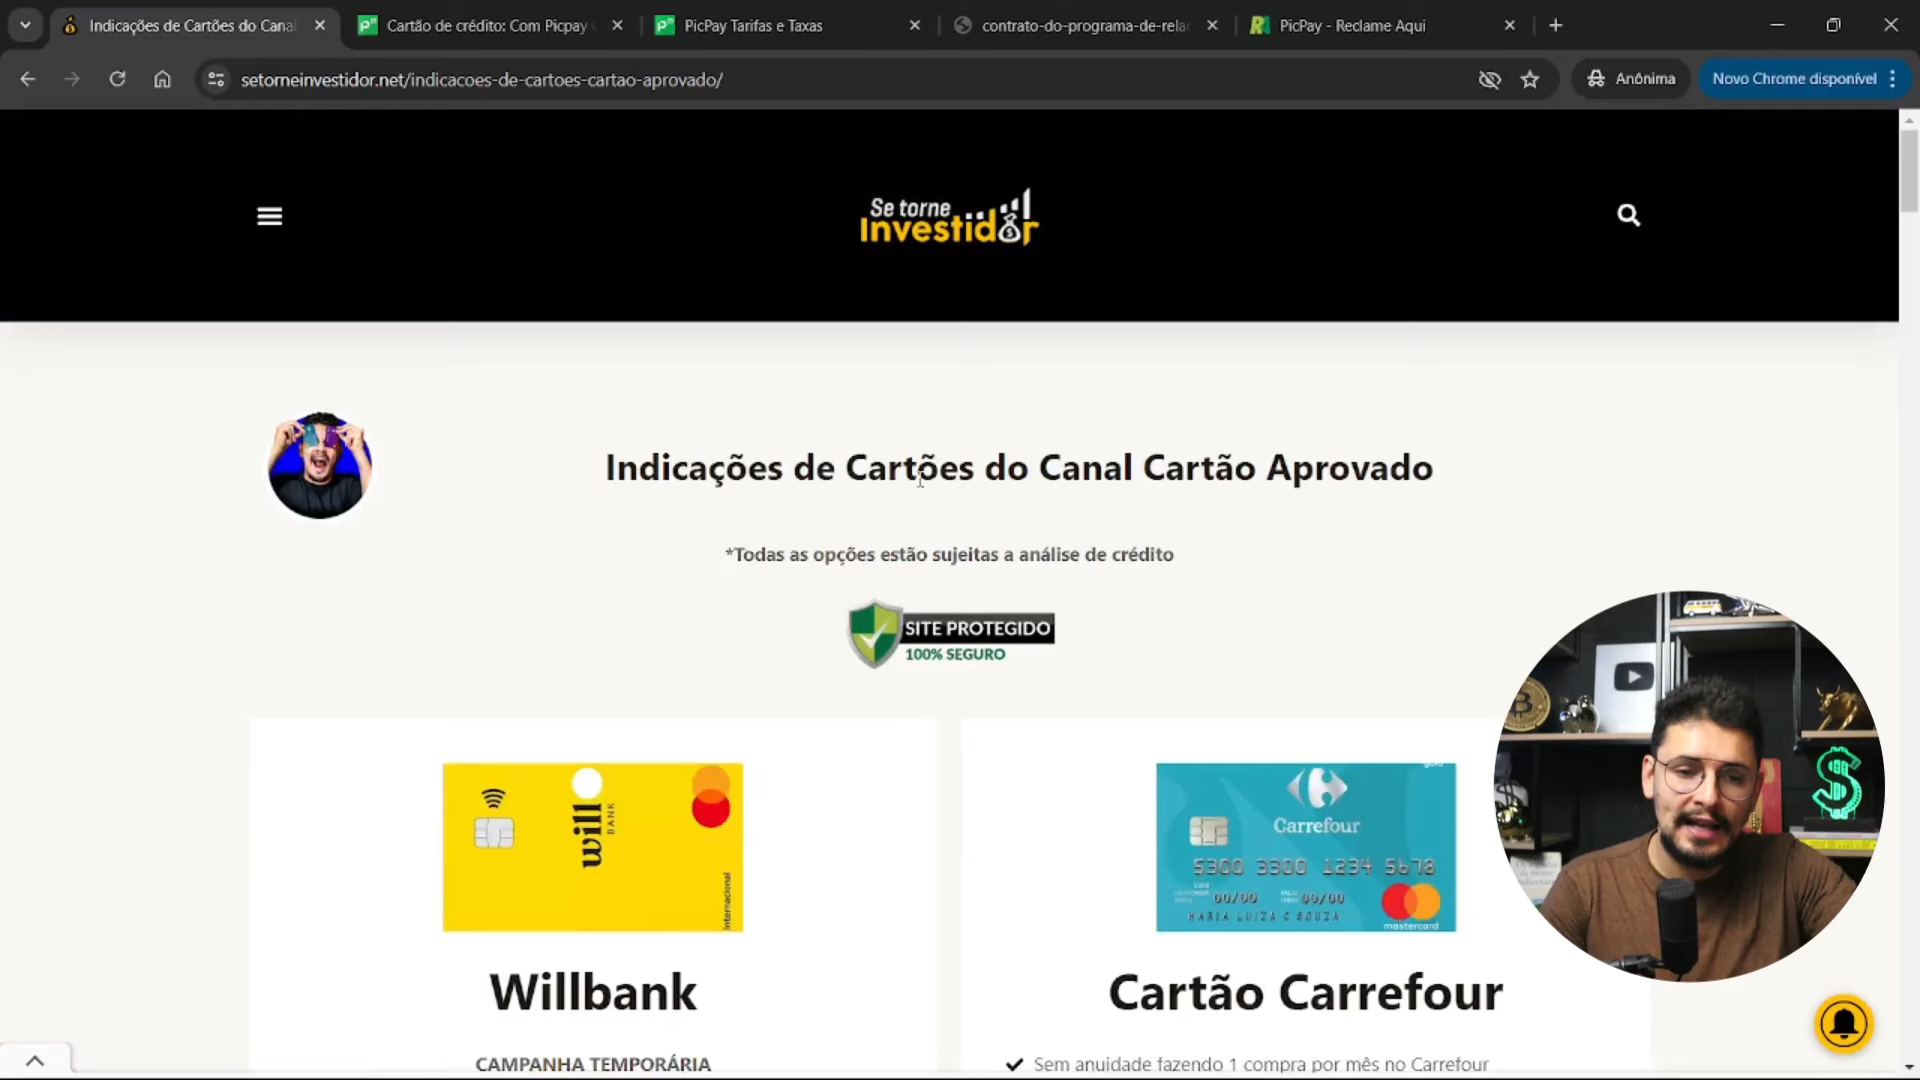 Indicações de Cartões do Canal
Cartão de crédito: Com Picpay
PicPay Tarifas e Taxas
contrato-do-programa-de-rela
PicPay - Reclame Aqui
setorneinvestidor.net/indicacoes-de-cartoes-cartao-aprovado/
Anônima
Novo Chrome disponível
Se torne
Investidor
Indicações de Cartões do Canal Cartão Aprovado
*Todas as opções estão sujeitas a análise de crédito
SITE PROTEGIDO
100% SEGURO
will
BANK
Internacional
Carrefour
5300 3300 1234 5678
00/00 00/00
MARIA LUIZA C SOUZA
mastercard
Willbank
Cartão Carrefour
CAMPANHA TEMPORÁRIA
Sem anuidade fazendo 1 compra por mês no Carrefour